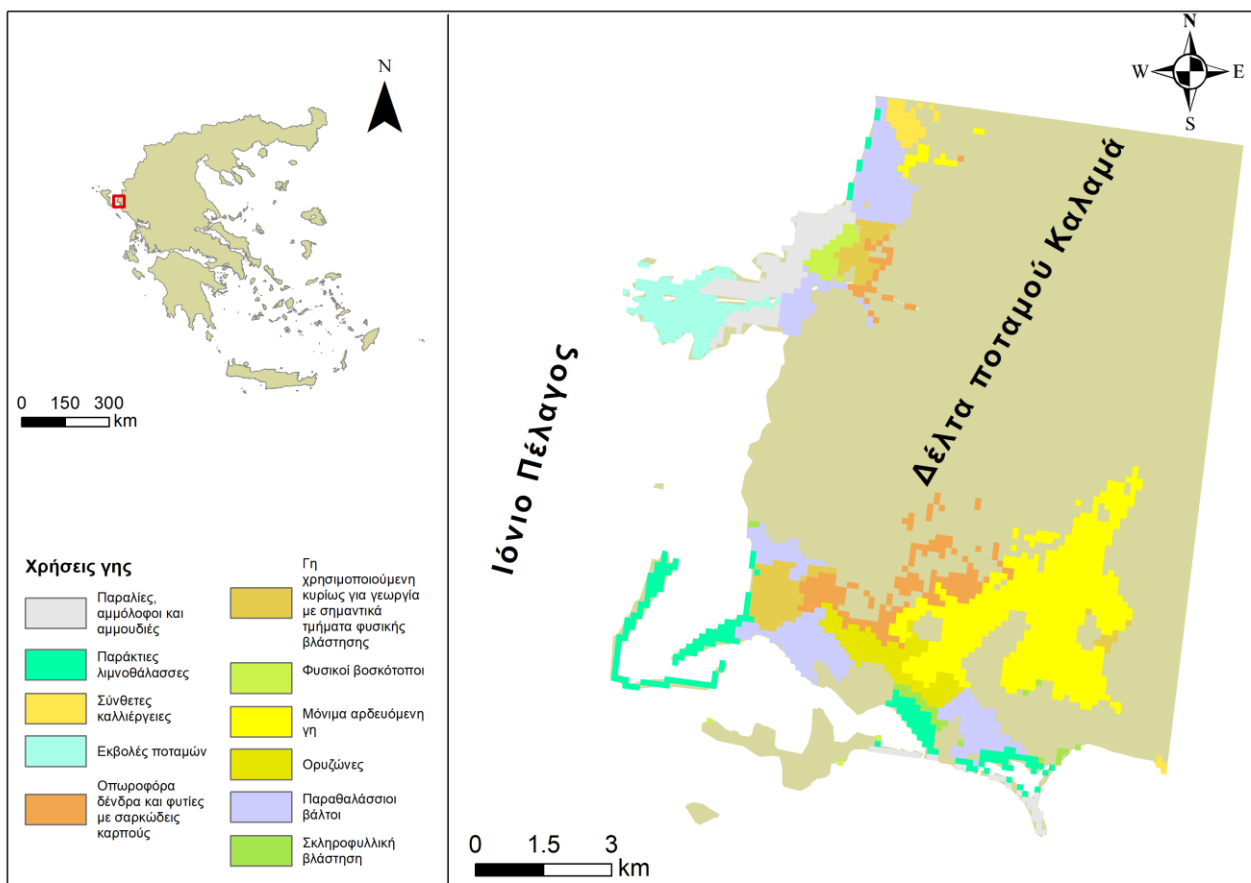 N
0 150 300
km
Χρήσεις γης
Παραλίες,
αμμόλοφοι και
αμμουδιές
Παράκτιες
λιμνοθάλασσες
Σύνθετες
καλλιέργειες
Εκβολές ποταμών
Οπωροφόρα
δένδρα και φυτίες
με σαρκώδεις
καρπούς
Γη
χρησιμοποιούμενη
κυρίως για γεωργία
με σημαντικά
τμήματα φυσικής
βλάστησης
Φυσικοί βοσκότοποι
Μόνιμα αρδευόμενη
γη
Ορυζώνες
Παραθαλάσσιοι
βάλτοι
Σκληροφυλλική
βλάστηση
N
W E
S
Ιόνιο Πέλαγος
Δέλτα ποταμού Καλαμά
0 1.5 3
km